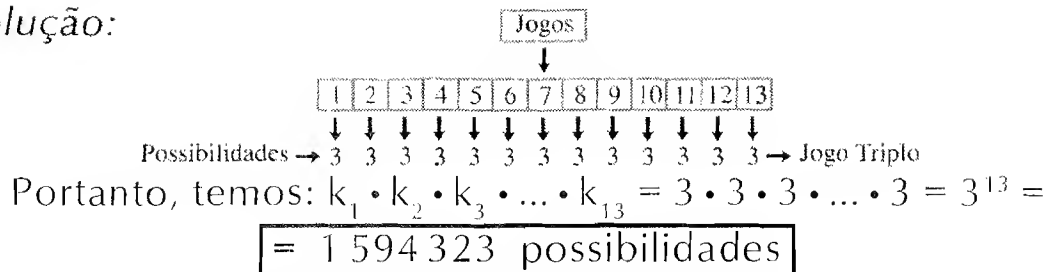 lução:
Jogos
1 2 3 4 5 6 7 8 9 10 11 12 13
Possibilidades → 3 3 3 3 3 3 3 3 3 3 3 3 3 → Jogo Triplo
Portanto, temos: k₁ • k₂ • k₃ • ... • k₁₃ = 3 • 3 • 3 • ... • 3 = 3¹³ =
= 1 594 323 possibilidades